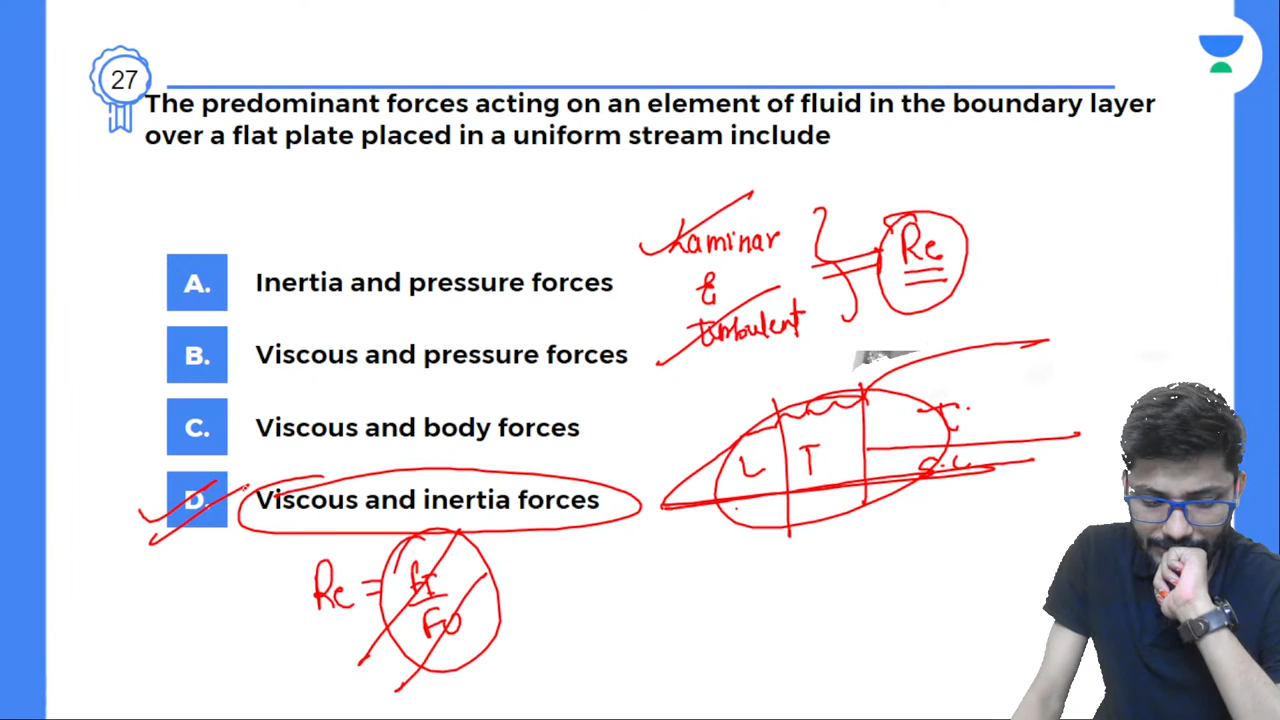 27
The predominant forces acting on an element of fluid in the boundary layer
over a flat plate placed in a uniform stream include
Laminar
&
turbulent
Re
A. Inertia and pressure forces
B. Viscous and pressure forces
C. Viscous and body forces
D. Viscous and inertia forces
L T
Re =